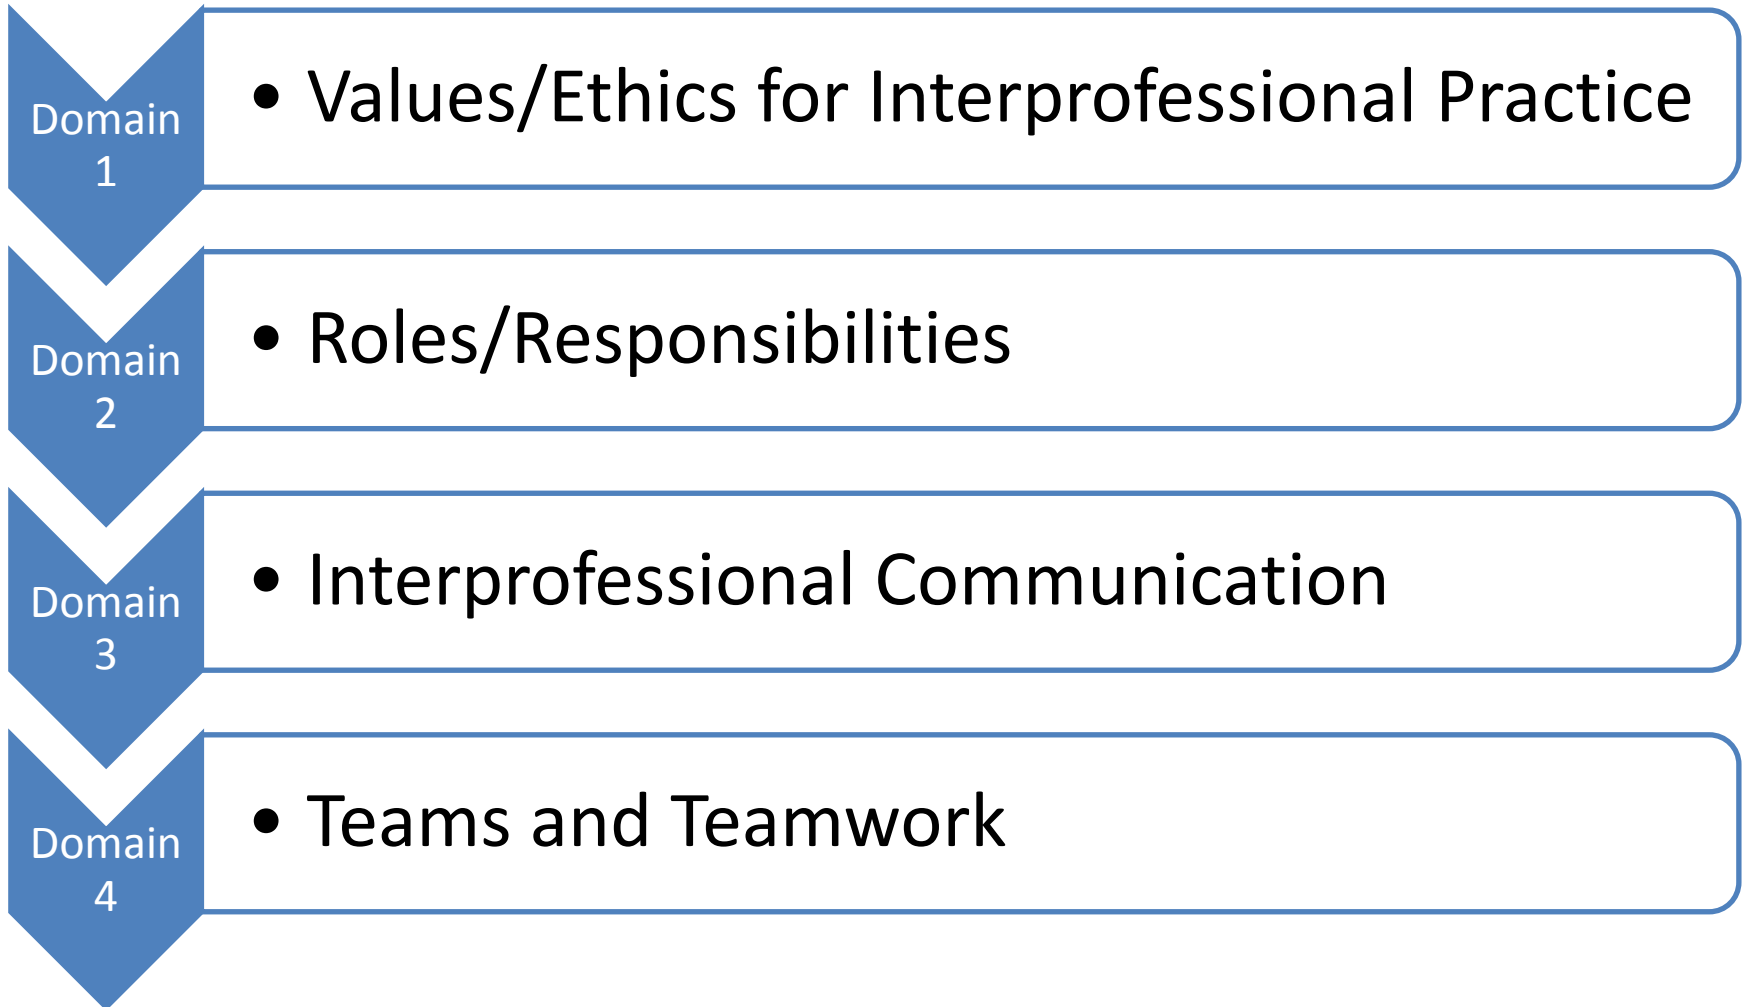 Domain
1
• Values/Ethics for Interprofessional Practice
Domain
2
• Roles/Responsibilities
Domain
3
• Interprofessional Communication
Domain
4
• Teams and Teamwork